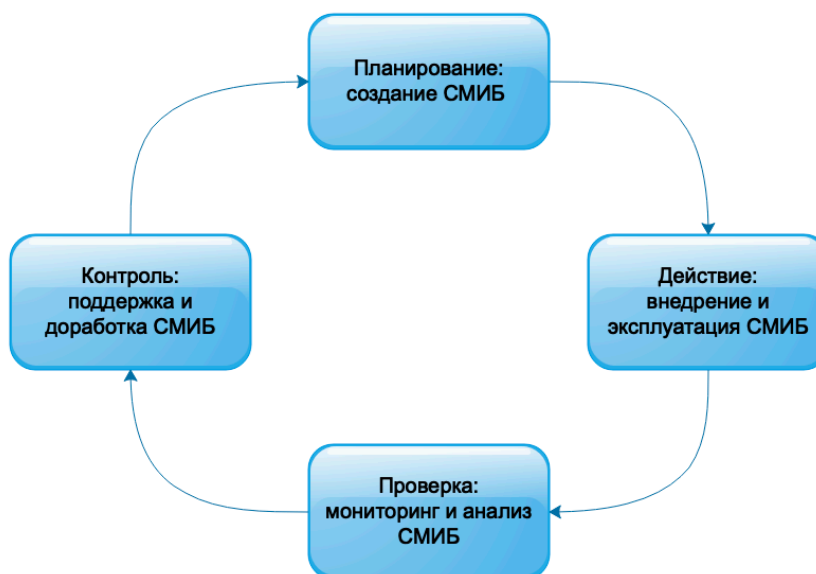 Планирование:
создание СМИБ
Действие:
внедрение и
эксплуатация СМИБ
Проверка:
мониторинг и анализ
СМИБ
Контроль:
поддержка и
доработка СМИБ